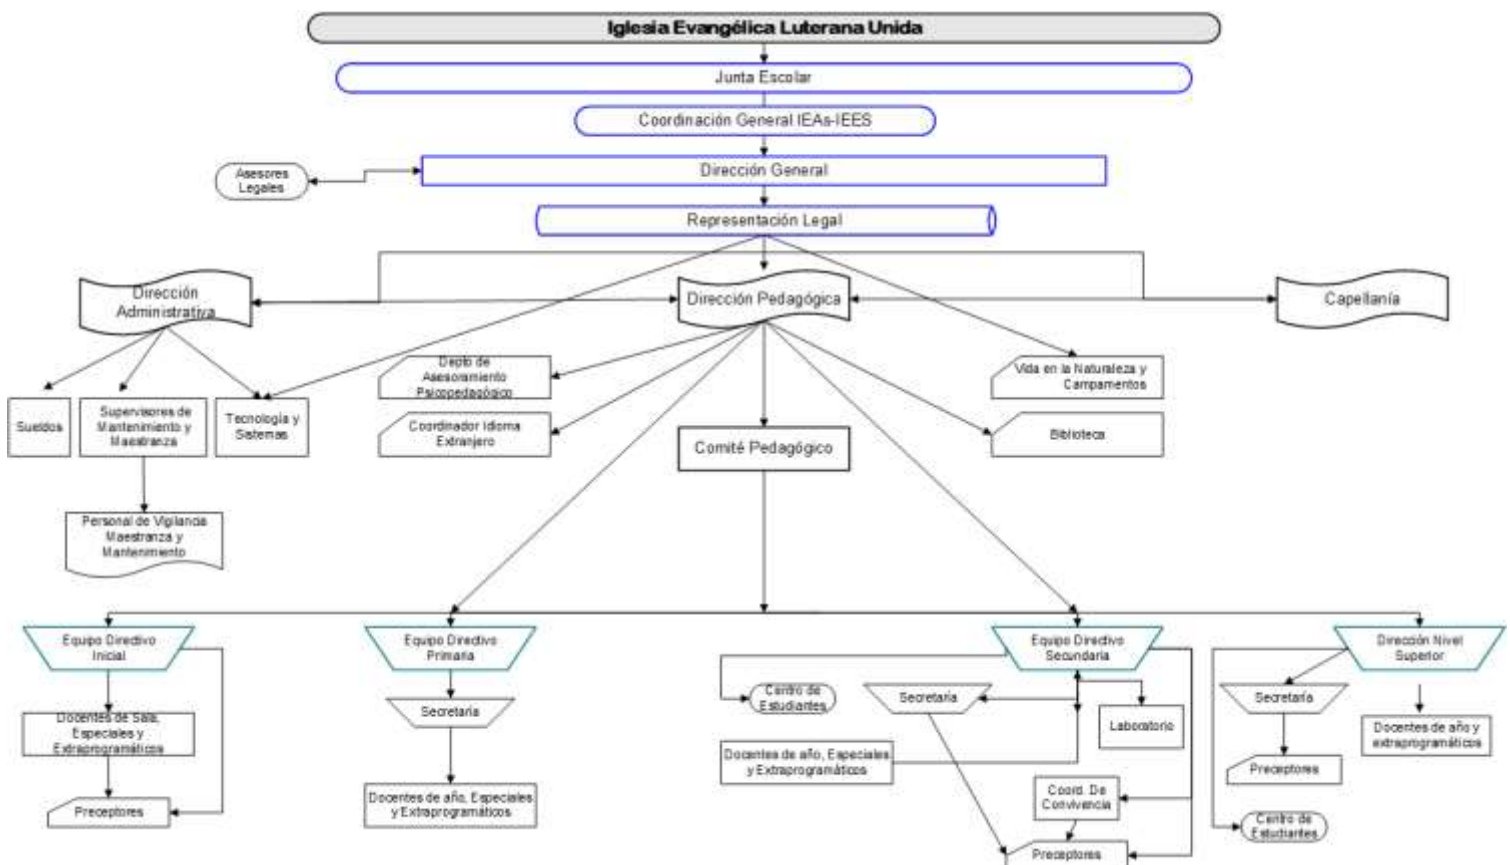 Iglesia Evangélica Luterana Unida
Junta Escolar
Coordinación General IEAs-IEES
Asesores
Legales
Dirección General
Representación Legal
Dirección
Administrativa
Dirección Pedagógica
Capellanía
Sueldos
Supervisores de
Mantenimiento y
Maestranza
Tecnología y
Sistemas
Depto de
Asesoramiento
Psicopedagógico
Vida en la Naturaleza y
Campamentos
Coordinador Idioma
Extranjero
Comité Pedagógico
Biblioteca
Personal de Vigilancia
Maestranza y
Mantenimiento
Equipo Directivo
Inicial
Equipo Directivo
Primaria
Equipo Directivo
Secundaria
Dirección Nivel
Superior
Docentes de Sala,
Especiales y
Extraprogramáticos
Preceptores
Secretaría
Docentes de año, Especiales
y Extraprogramáticos
Centro de
Estudiantes
Secretaría
Laboratorio
Docentes de año, Especiales
y Extraprogramáticos
Coord. De
Convivencia
Preceptores
Secretaría
Docentes de año y
extraprogramáticos
Preceptores
Centro de
Estudiantes